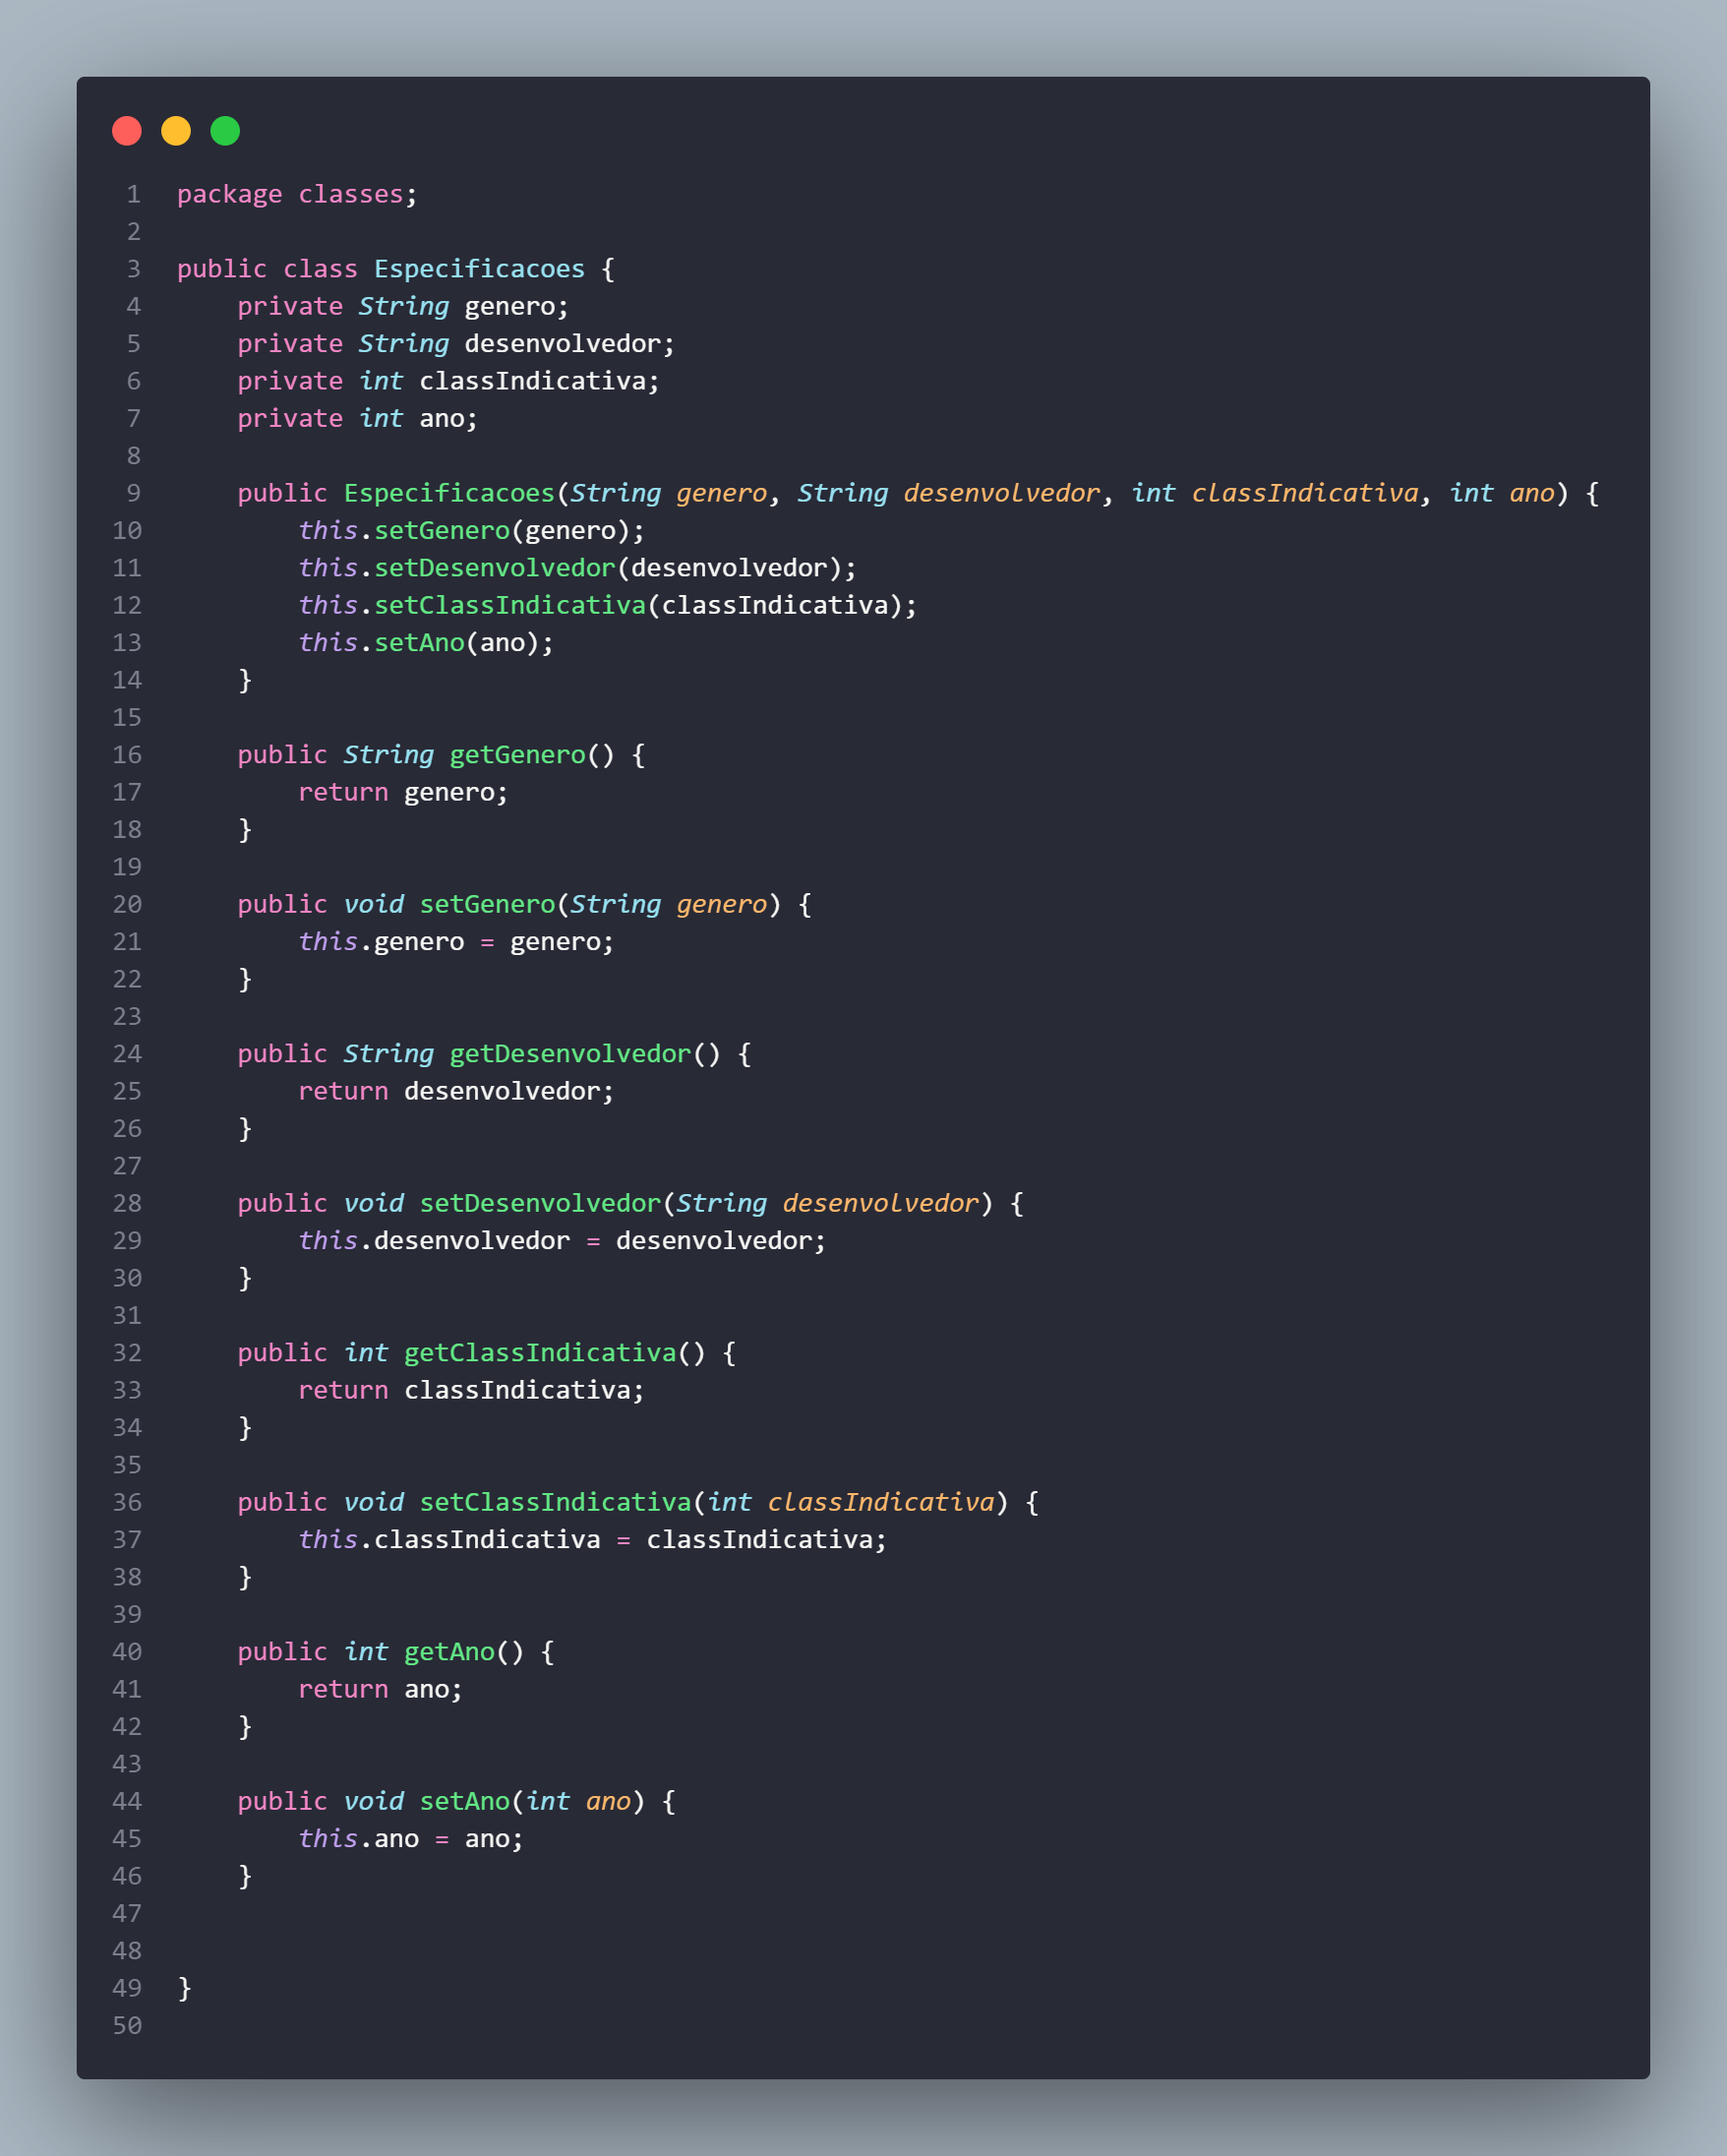 1 package classes;
2
3 public class Especificacoes {
4     private String genero;
5     private String desenvolvedor;
6     private int classIndicativa;
7     private int ano;
8
9     public Especificacoes(String genero, String desenvolvedor, int classIndicativa, int ano) {
10         this.setGenero(genero);
11         this.setDesenvolvedor(desenvolvedor);
12         this.setClassIndicativa(classIndicativa);
13         this.setAno(ano);
14     }
15
16     public String getGenero() {
17         return genero;
18     }
19
20     public void setGenero(String genero) {
21         this.genero = genero;
22     }
23
24     public String getDesenvolvedor() {
25         return desenvolvedor;
26     }
27
28     public void setDesenvolvedor(String desenvolvedor) {
29         this.desenvolvedor = desenvolvedor;
30     }
31
32     public int getClassIndicativa() {
33         return classIndicativa;
34     }
35
36     public void setClassIndicativa(int classIndicativa) {
37         this.classIndicativa = classIndicativa;
38     }
39
40     public int getAno() {
41         return ano;
42     }
43
44     public void setAno(int ano) {
45         this.ano = ano;
46     }
47
48
49 }
50